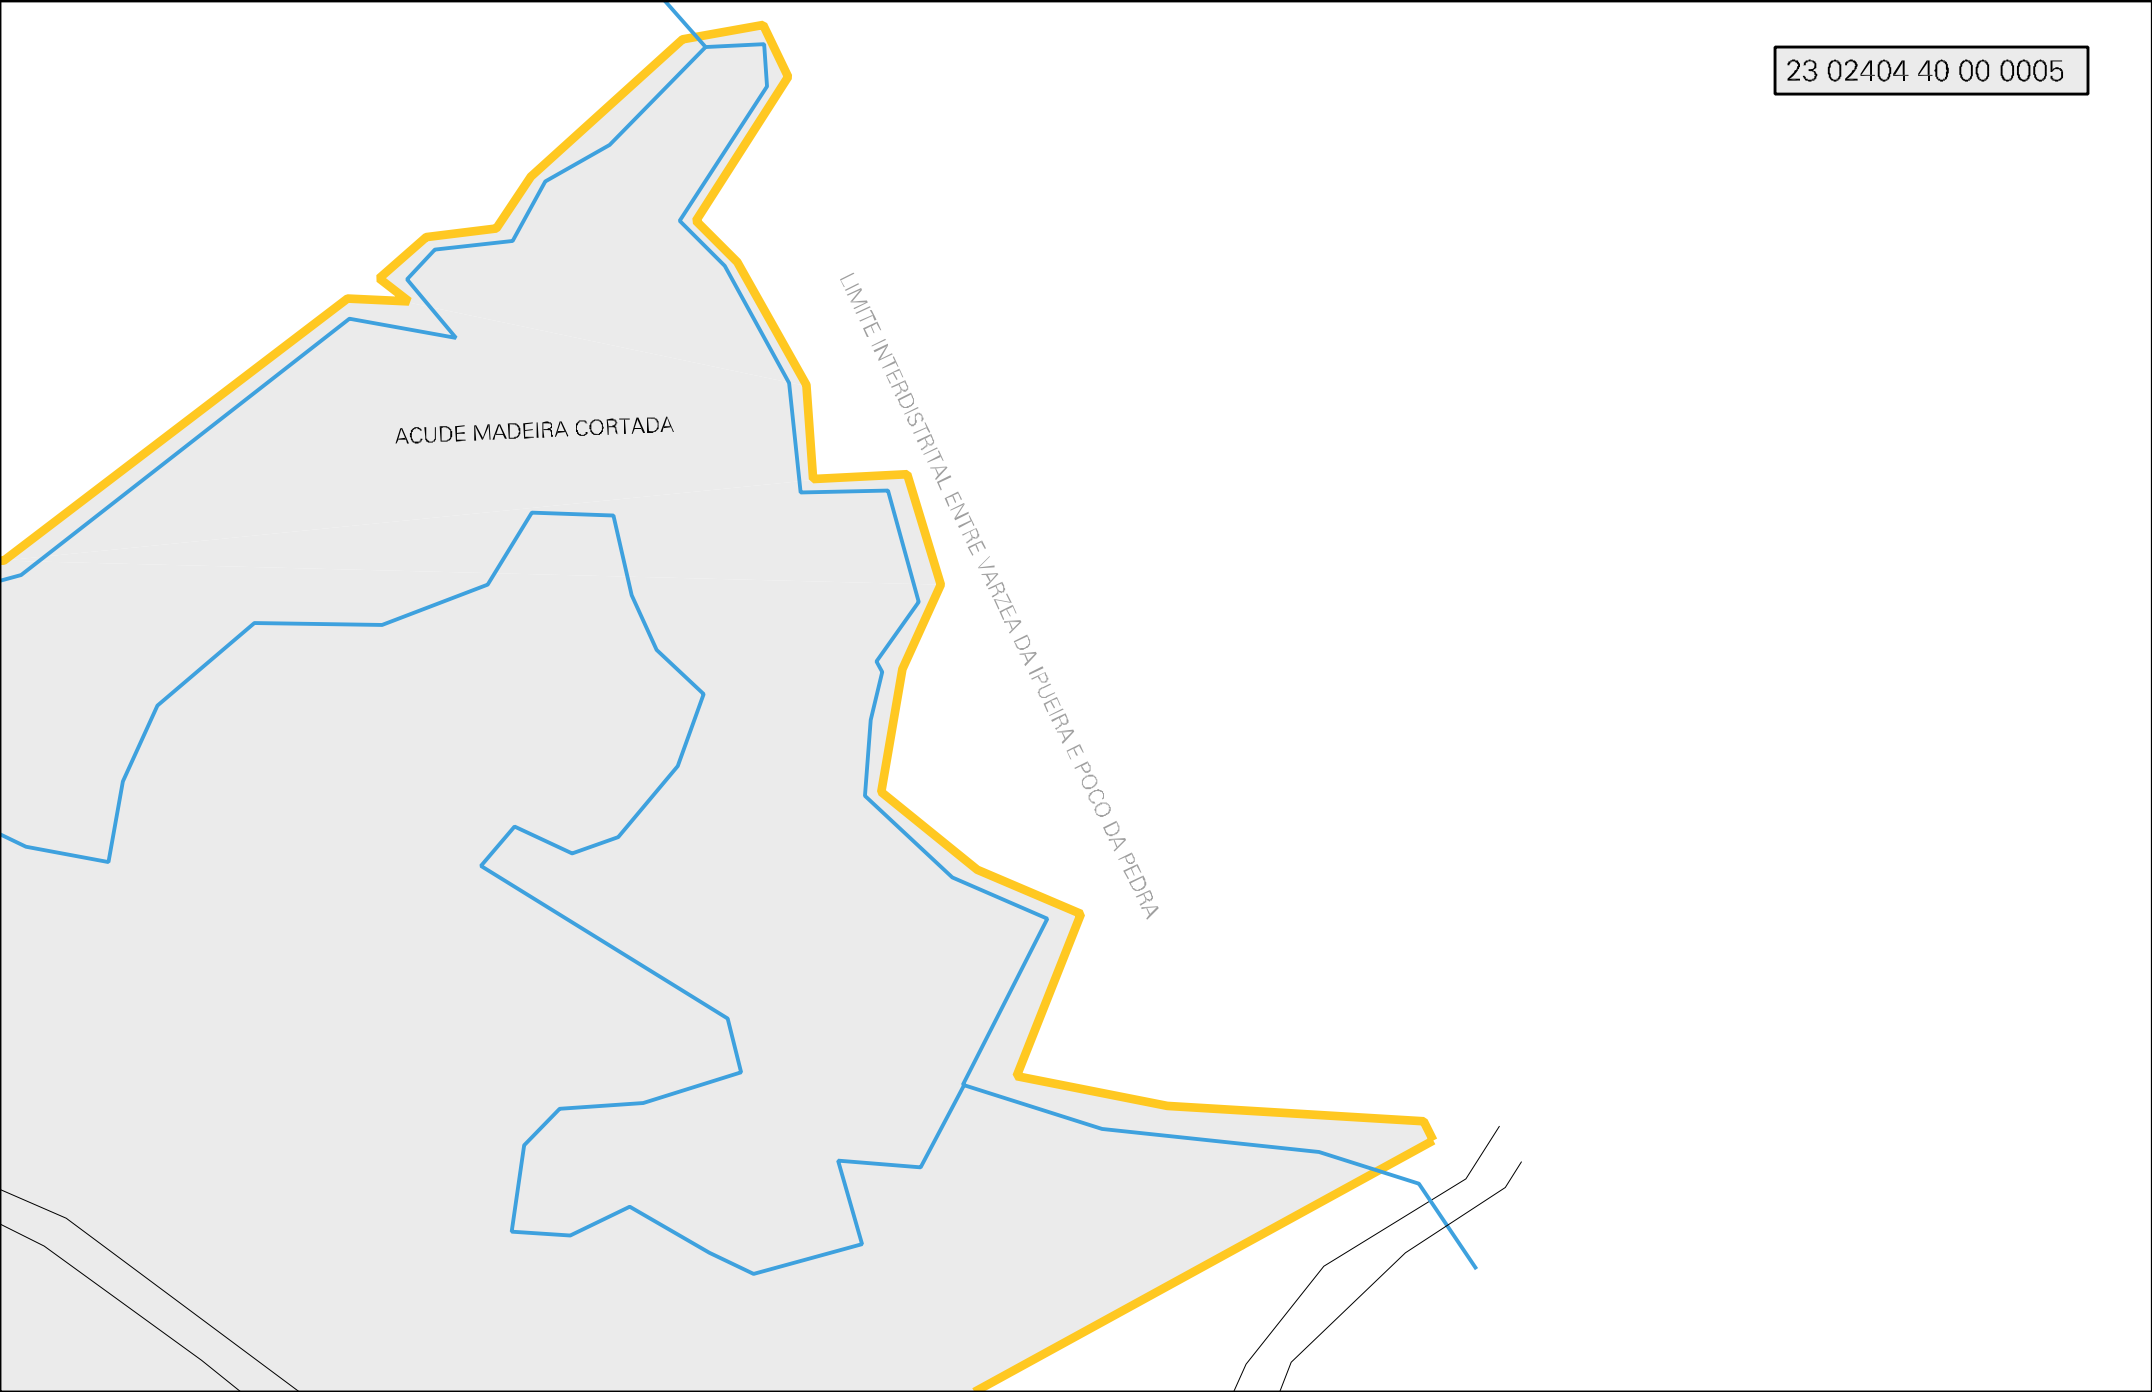 23 02404 40 00 0005
LIMITE INTERDISTRITAL ENTRE VARZEA DA IPUEIRA E POCO DA PEDRA
ACUDE MADEIRA CORTADA